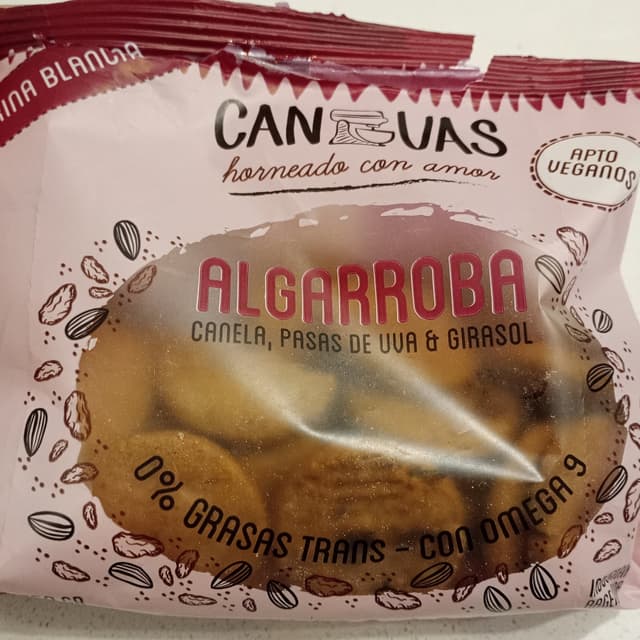 BLANCA
CAN UAS
horneado con amor
APTO
VEGANOS
ALGARROBA
CANELA, PASAS DE UVA & GIRASOL
0% GRASAS TRANS - CON OMEGA 9